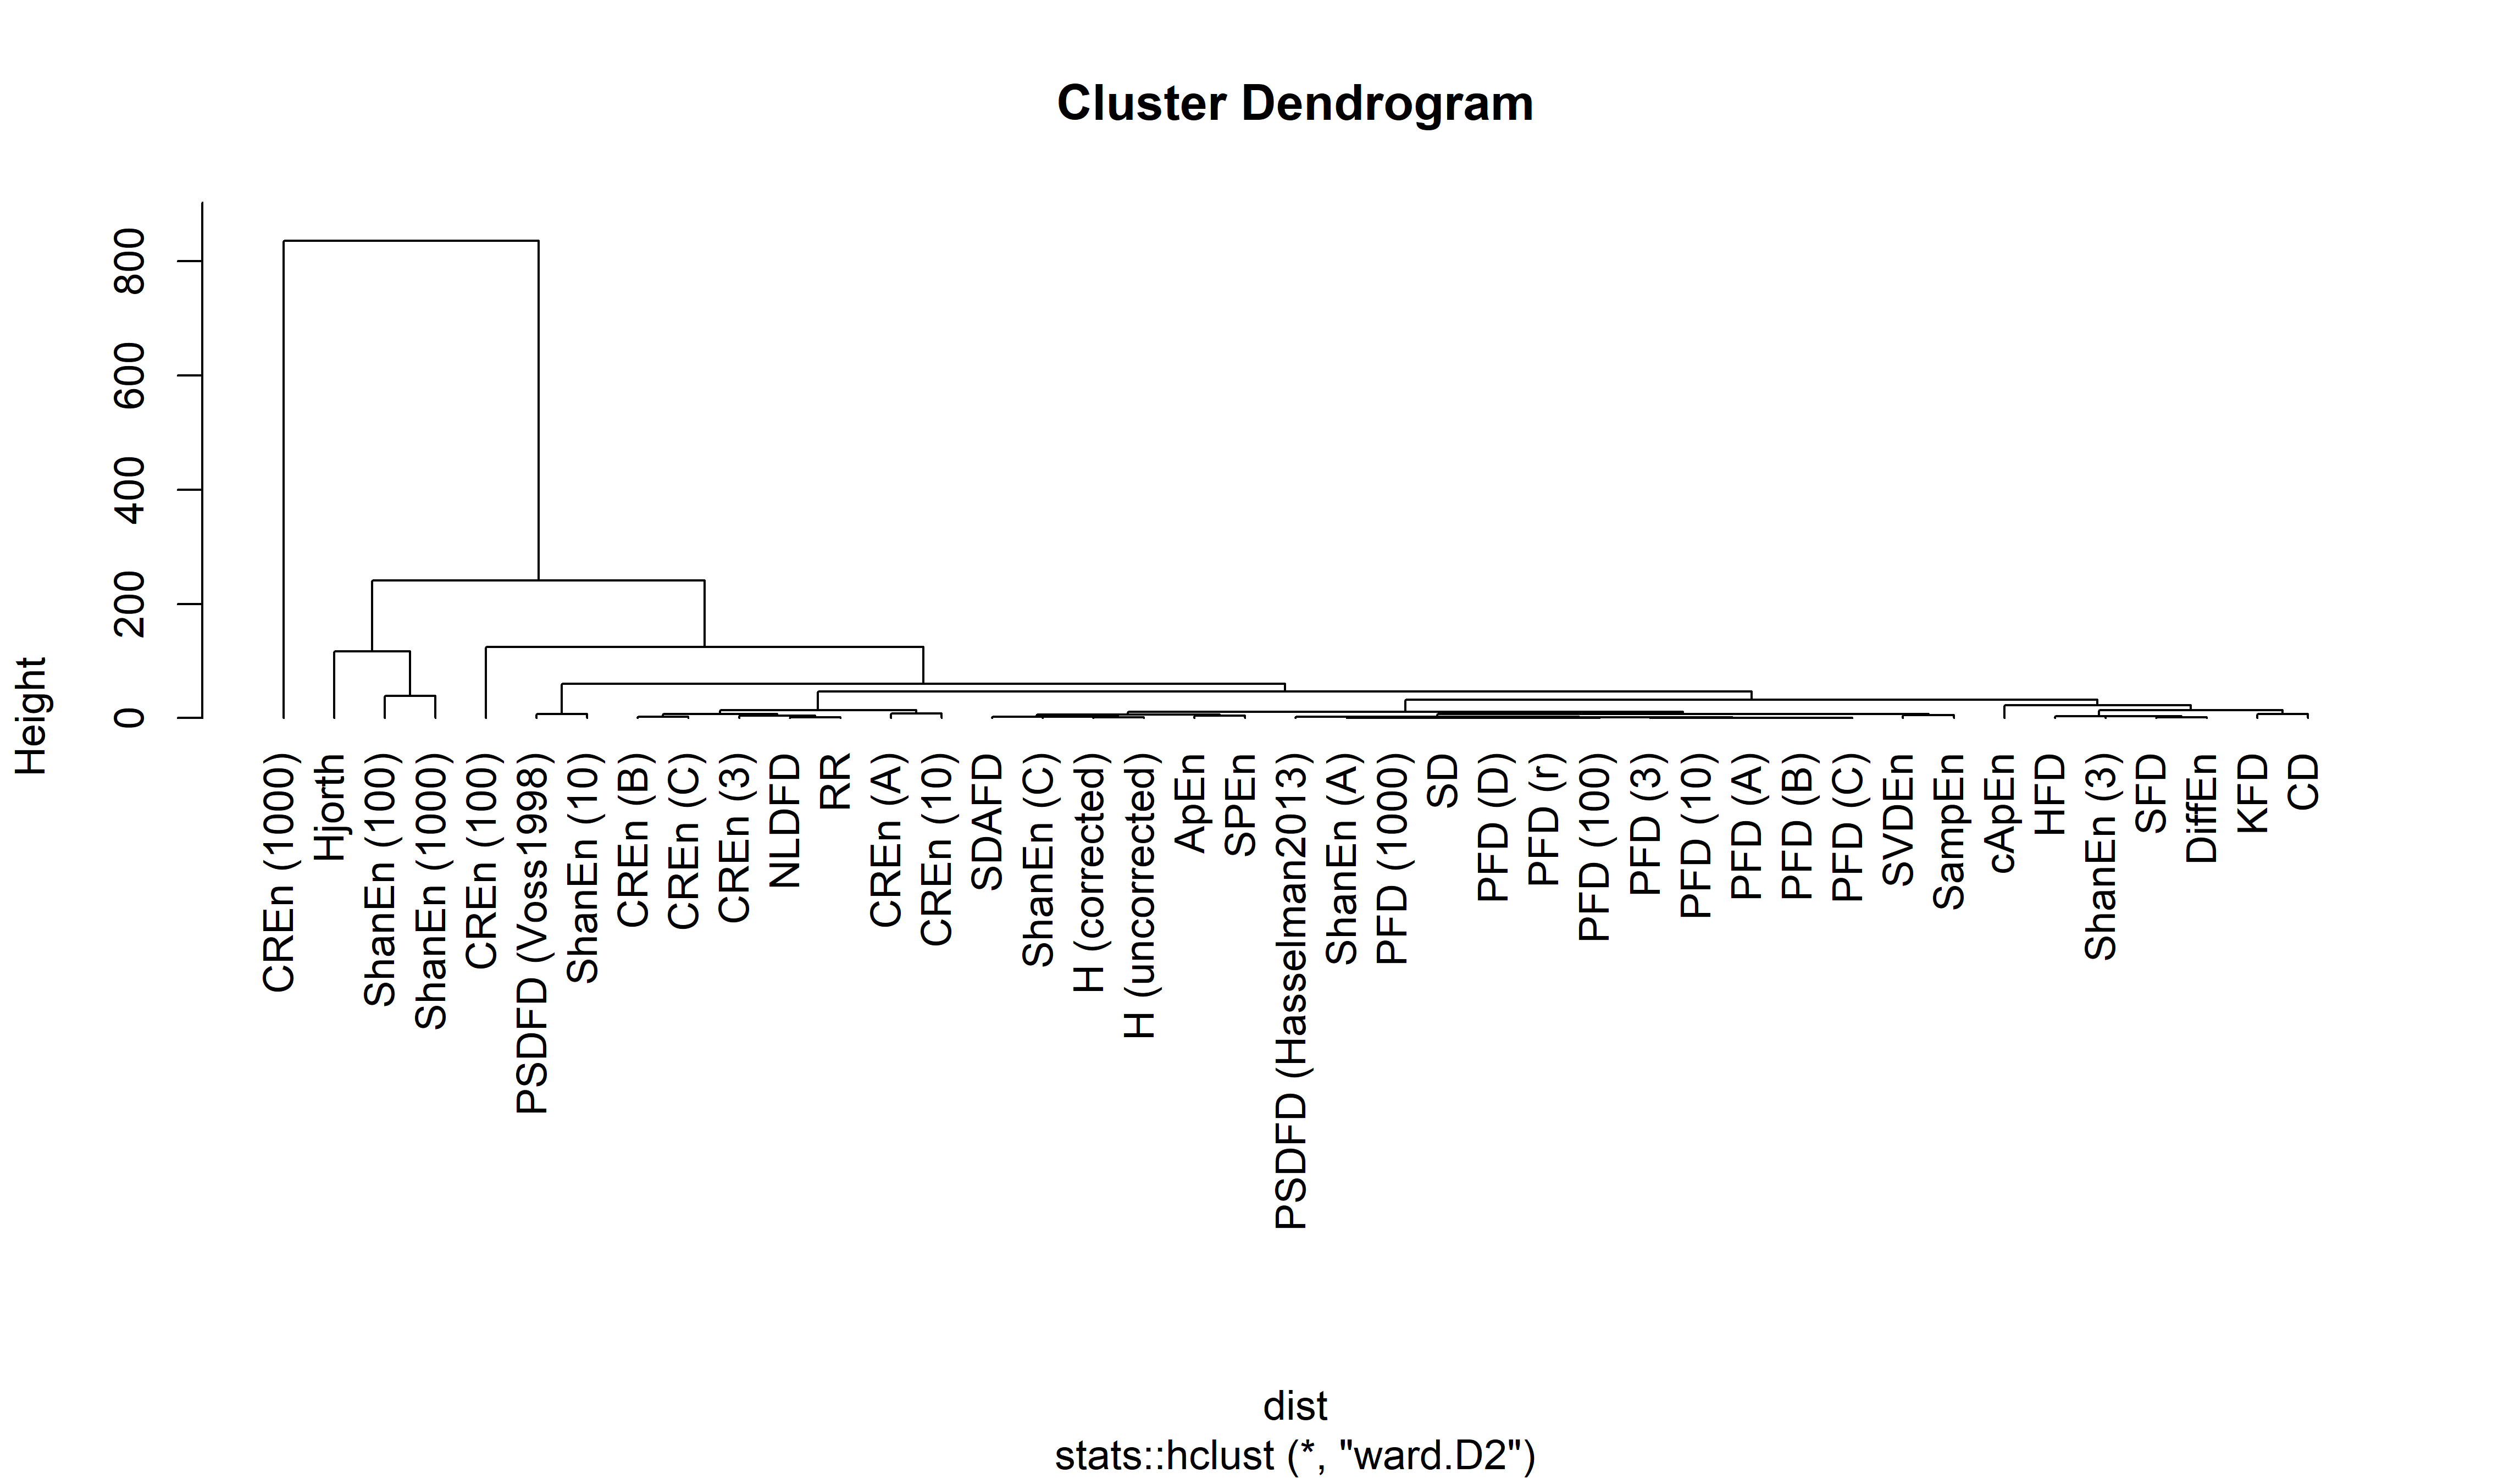 Cluster Dendrogram
Height
800
600
400
200
0
CREn (1000)
Hjorth
ShanEn (100)
ShanEn (1000)
CREn (100)
PSDFD (Voss1998)
ShanEn (10)
CREn (B)
CREn (C)
CREn (3)
NLDFD
RR
CREn (A)
CREn (10)
SDAFD
ShanEn (C)
H (corrected)
H (uncorrected)
ApEn
SPEn
PSDFD (Hasselman2013)
ShanEn (A)
PFD (1000)
SD
PFD (D)
PFD (r)
PFD (100)
PFD (3)
PFD (10)
PFD (A)
PFD (B)
PFD (C)
SVDEn
SampEn
cApEn
HFD
ShanEn (3)
SFD
DiffEn
KFD
CD
dist
stats::hclust (*, "ward.D2")